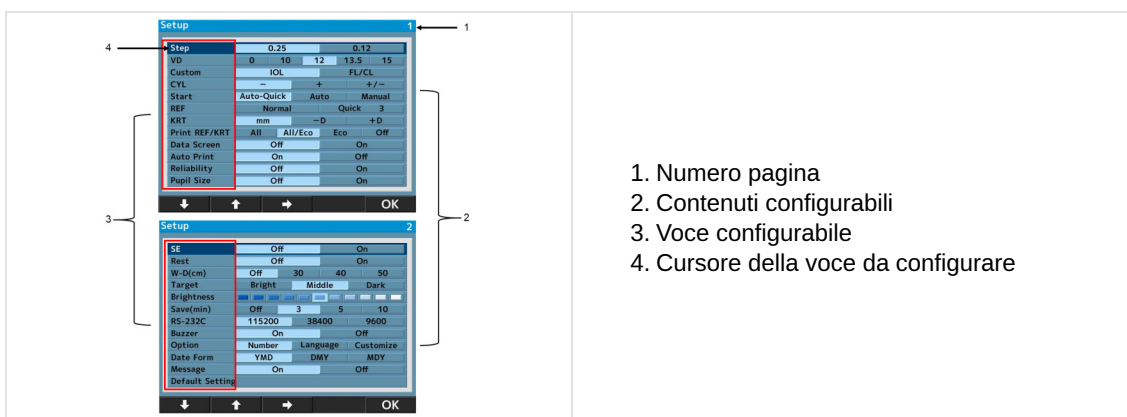 Setup 1
1
4
Step 0.25 0.12
VD 0 10 12 13.5 15
Custom IOL FL/CL
CYL − + +/−
Start Auto-Quick Auto Manual
REF Normal Quick 3
KRT mm −D +D
Print REF/KRT All All/Eco Eco Off
Data Screen Off On
Auto Print On Off
Reliability Off On
Pupil Size Off On
OK
3
2
Setup 2
SE Off On
Rest Off On
W-D(cm) Off 30 40 50
Target Bright Middle Dark
Brightness
Save(min) Off 3 5 10
RS-232C 115200 38400 9600
Buzzer On Off
Option Number Language Customize
Date Form YMD DMY MDY
Message On Off
Default Setting
OK
1. Numero pagina
2. Contenuti configurabili
3. Voce configurabile
4. Cursore della voce da configurare